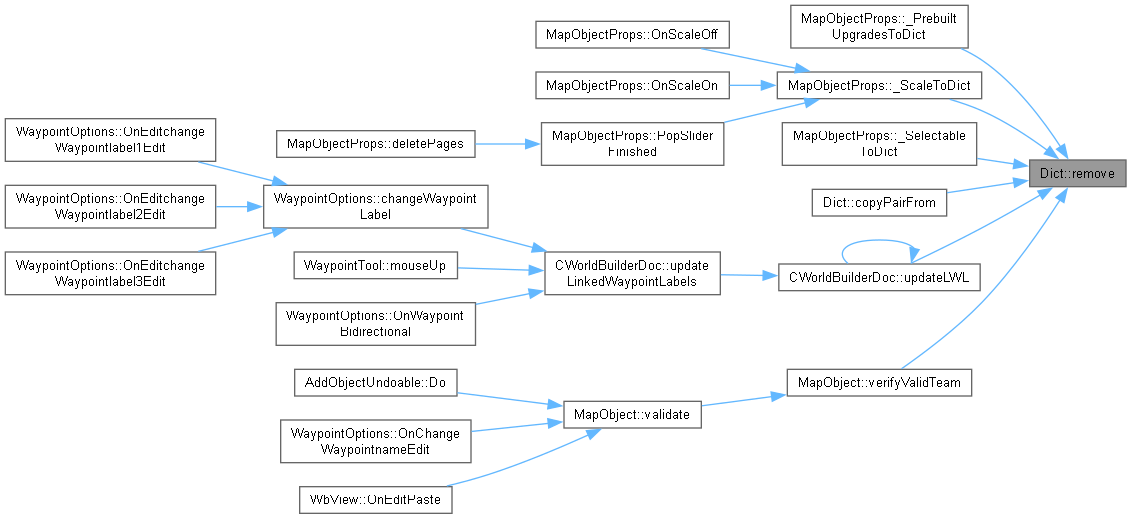 MapObjectProps::_Prebuilt
UpgradesToDict
MapObjectProps::OnScaleOff
MapObjectProps::OnScaleOn
MapObjectProps::_ScaleToDict
WaypointOptions::OnEditchange
Waypointlabel1Edit
MapObjectProps::deletePages
MapObjectProps::PopSlider
Finished
MapObjectProps::_Selectable
ToDict
Dict::remove
WaypointOptions::OnEditchange
Waypointlabel2Edit
WaypointOptions::changeWaypoint
Label
Dict::copyPairFrom
WaypointOptions::OnEditchange
Waypointlabel3Edit
WaypointTool::mouseUp
CWorldBuilderDoc::update
LinkedWaypointLabels
CWorldBuilderDoc::updateLWL
WaypointOptions::OnWaypoint
Bidirectional
AddObjectUndoable::Do
MapObject::verifyValidTeam
MapObject::validate
WaypointOptions::OnChange
WaypointnameEdit
WbView::OnEditPaste